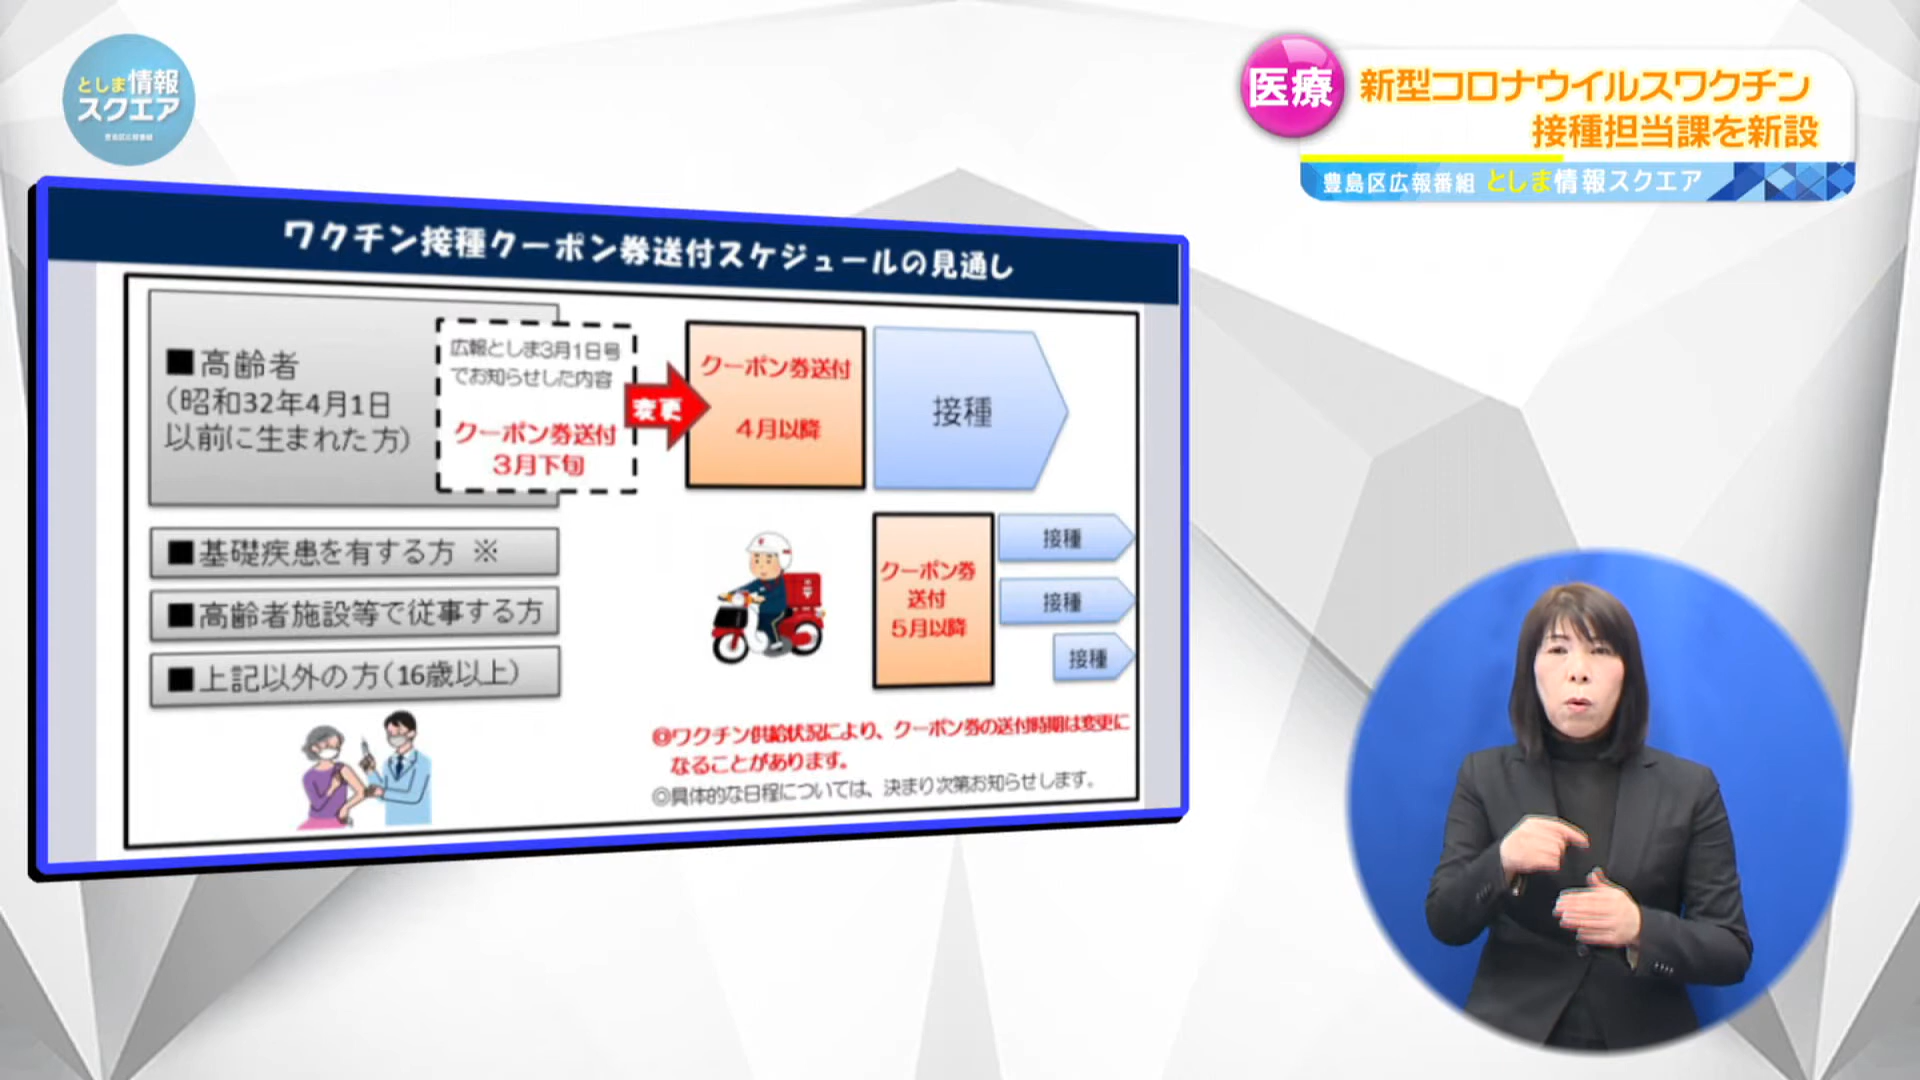 としま情報
スクエア
豊島区広報番組
医療
新型コロナウイルスワクチン
接種担当課を新設
豊島区広報番組 としま情報スクエア
ワクチン接種クーポン券送付スケジュールの見通し
■高齢者
（昭和32年4月1日
以前に生まれた方）
広報としま3月1日号
でお知らせした内容
クーポン券送付
3月下旬
変更
クーポン券送付
4月以降
接種
■基礎疾患を有する方 ※
■高齢者施設等で従事する方
■上記以外の方（16歳以上）
クーポン券
送付
5月以降
接種
接種
接種
◎ワクチン供給状況により、クーポン券の送付時期は変更に
なることがあります。
◎具体的な日程については、決まり次第お知らせします。